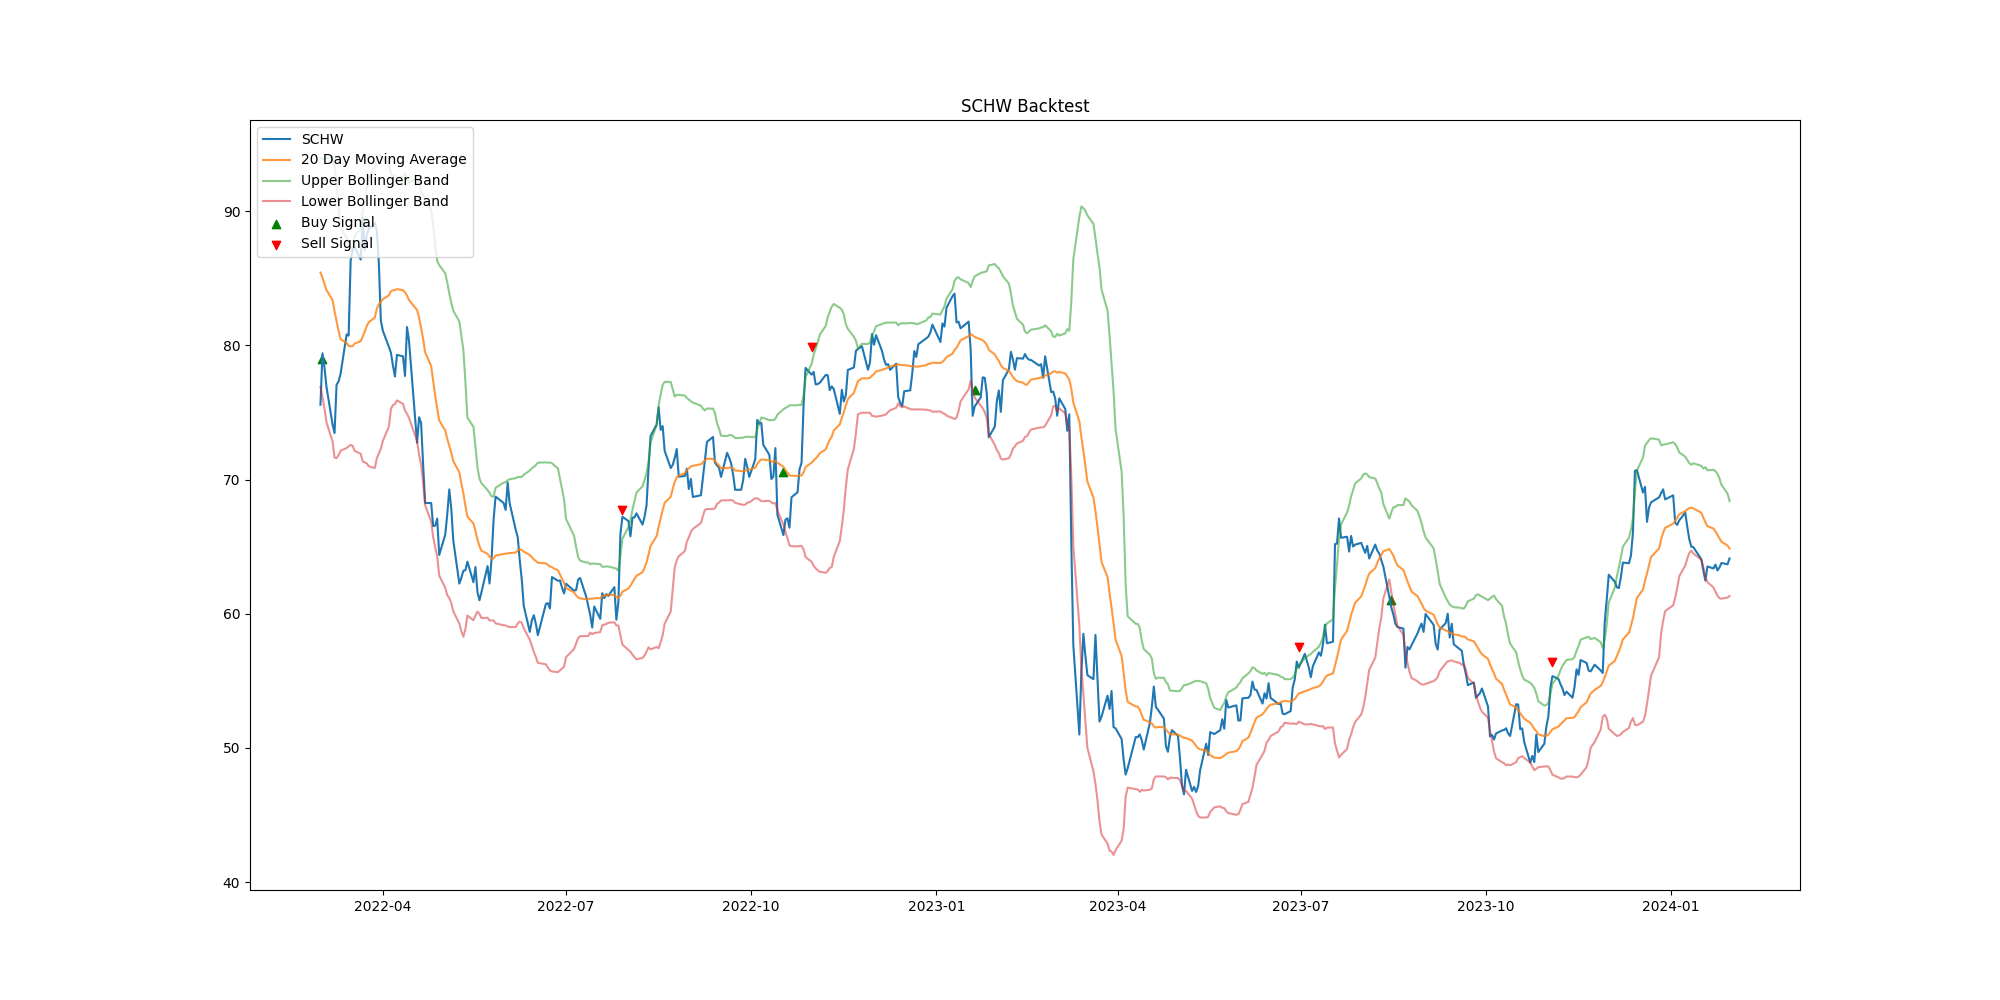 SCHW Backtest
SCHW
20 Day Moving Average
Upper Bollinger Band
Lower Bollinger Band
Buy Signal
Sell Signal
90
80
70
60
50
40
2022-04 2022-07 2022-10 2023-01 2023-04 2023-07 2023-10 2024-01